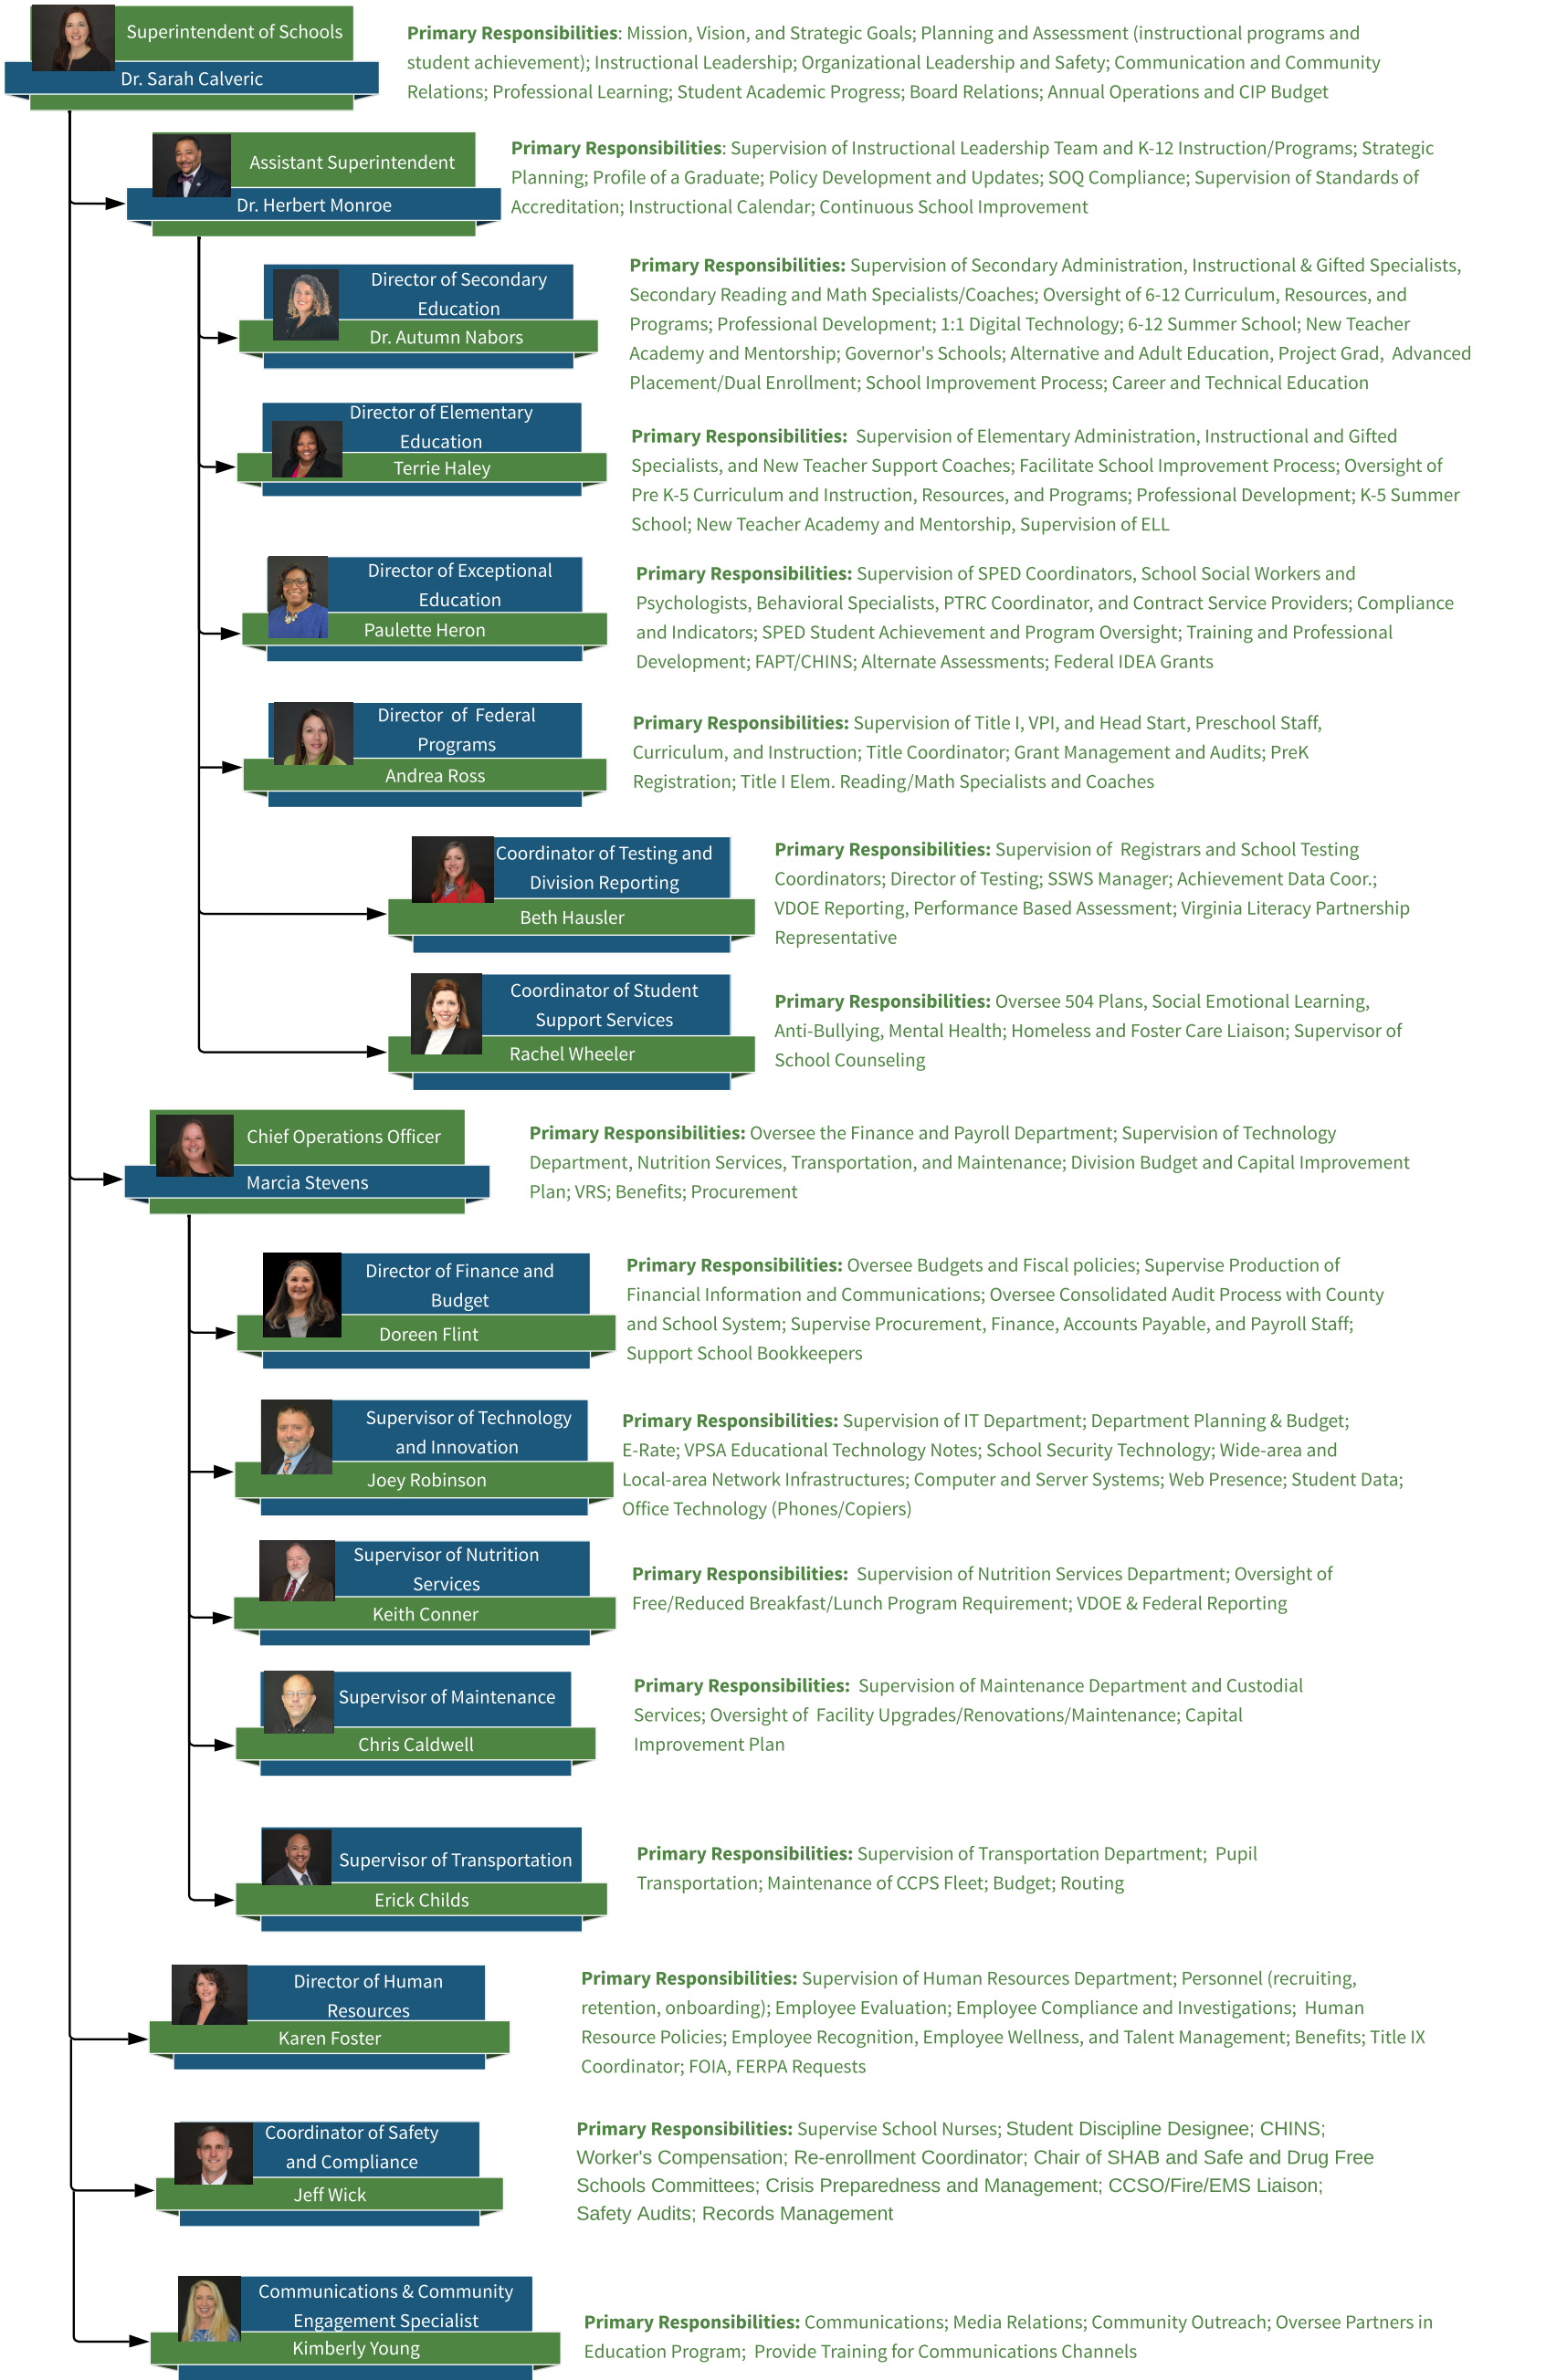 Superintendent of Schools
Dr. Sarah Calveric
Primary Responsibilities: Mission, Vision, and Strategic Goals; Planning and Assessment (instructional programs and
student achievement); Instructional Leadership; Organizational Leadership and Safety; Communication and Community
Relations; Professional Learning; Student Academic Progress; Board Relations; Annual Operations and CIP Budget
Assistant Superintendent
Dr. Herbert Monroe
Primary Responsibilities: Supervision of Instructional Leadership Team and K-12 Instruction/Programs; Strategic
Planning; Profile of a Graduate; Policy Development and Updates; SOQ Compliance; Supervision of Standards of
Accreditation; Instructional Calendar; Continuous School Improvement
Director of Secondary
Education
Dr. Autumn Nabors
Primary Responsibilities: Supervision of Secondary Administration, Instructional & Gifted Specialists,
Secondary Reading and Math Specialists/Coaches; Oversight of 6-12 Curriculum, Resources, and
Programs; Professional Development; 1:1 Digital Technology; 6-12 Summer School; New Teacher
Academy and Mentorship; Governor's Schools; Alternative and Adult Education, Project Grad, Advanced
Placement/Dual Enrollment; School Improvement Process; Career and Technical Education
Director of Elementary
Education
Terrie Haley
Primary Responsibilities: Supervision of Elementary Administration, Instructional and Gifted
Specialists, and New Teacher Support Coaches; Facilitate School Improvement Process; Oversight of
Pre K-5 Curriculum and Instruction, Resources, and Programs; Professional Development; K-5 Summer
School; New Teacher Academy and Mentorship, Supervision of ELL
Director of Exceptional
Education
Paulette Heron
Primary Responsibilities: Supervision of SPED Coordinators, School Social Workers and
Psychologists, Behavioral Specialists, PTRC Coordinator, and Contract Service Providers; Compliance
and Indicators; SPED Student Achievement and Program Oversight; Training and Professional
Development; FAPT/CHINS; Alternate Assessments; Federal IDEA Grants
Director of Federal
Programs
Andrea Ross
Primary Responsibilities: Supervision of Title I, VPI, and Head Start, Preschool Staff,
Curriculum, and Instruction; Title Coordinator; Grant Management and Audits; PreK
Registration; Title I Elem. Reading/Math Specialists and Coaches
Coordinator of Testing and
Division Reporting
Beth Hausler
Primary Responsibilities: Supervision of Registrars and School Testing
Coordinators; Director of Testing; SSWS Manager; Achievement Data Coor.;
VDOE Reporting, Performance Based Assessment; Virginia Literacy Partnership
Representative
Coordinator of Student
Support Services
Rachel Wheeler
Primary Responsibilities: Oversee 504 Plans, Social Emotional Learning,
Anti-Bullying, Mental Health; Homeless and Foster Care Liaison; Supervisor of
School Counseling
Chief Operations Officer
Marcia Stevens
Primary Responsibilities: Oversee the Finance and Payroll Department; Supervision of Technology
Department, Nutrition Services, Transportation, and Maintenance; Division Budget and Capital Improvement
Plan; VRS; Benefits; Procurement
Director of Finance and
Budget
Doreen Flint
Primary Responsibilities: Oversee Budgets and Fiscal policies; Supervise Production of
Financial Information and Communications; Oversee Consolidated Audit Process with County
and School System; Supervise Procurement, Finance, Accounts Payable, and Payroll Staff;
Support School Bookkeepers
Supervisor of Technology
and Innovation
Joey Robinson
Primary Responsibilities: Supervision of IT Department; Department Planning & Budget;
E-Rate; VPSA Educational Technology Notes; School Security Technology; Wide-area and
Local-area Network Infrastructures; Computer and Server Systems; Web Presence; Student Data;
Office Technology (Phones/Copiers)
Supervisor of Nutrition
Services
Keith Conner
Primary Responsibilities: Supervision of Nutrition Services Department; Oversight of
Free/Reduced Breakfast/Lunch Program Requirement; VDOE & Federal Reporting
Supervisor of Maintenance
Chris Caldwell
Primary Responsibilities: Supervision of Maintenance Department and Custodial
Services; Oversight of Facility Upgrades/Renovations/Maintenance; Capital
Improvement Plan
Supervisor of Transportation
Erick Childs
Primary Responsibilities: Supervision of Transportation Department; Pupil
Transportation; Maintenance of CCPS Fleet; Budget; Routing
Director of Human
Resources
Karen Foster
Primary Responsibilities: Supervision of Human Resources Department; Personnel (recruiting,
retention, onboarding); Employee Evaluation; Employee Compliance and Investigations; Human
Resource Policies; Employee Recognition, Employee Wellness, and Talent Management; Benefits; Title IX
Coordinator; FOIA, FERPA Requests
Coordinator of Safety
and Compliance
Jeff Wick
Primary Responsibilities: Supervise School Nurses; Student Discipline Designee; CHINS;
Worker's Compensation; Re-enrollment Coordinator; Chair of SHAB and Safe and Drug Free
Schools Committees; Crisis Preparedness and Management; CCSO/Fire/EMS Liaison;
Safety Audits; Records Management
Communications & Community
Engagement Specialist
Kimberly Young
Primary Responsibilities: Communications; Media Relations; Community Outreach; Oversee Partners in
Education Program; Provide Training for Communications Channels